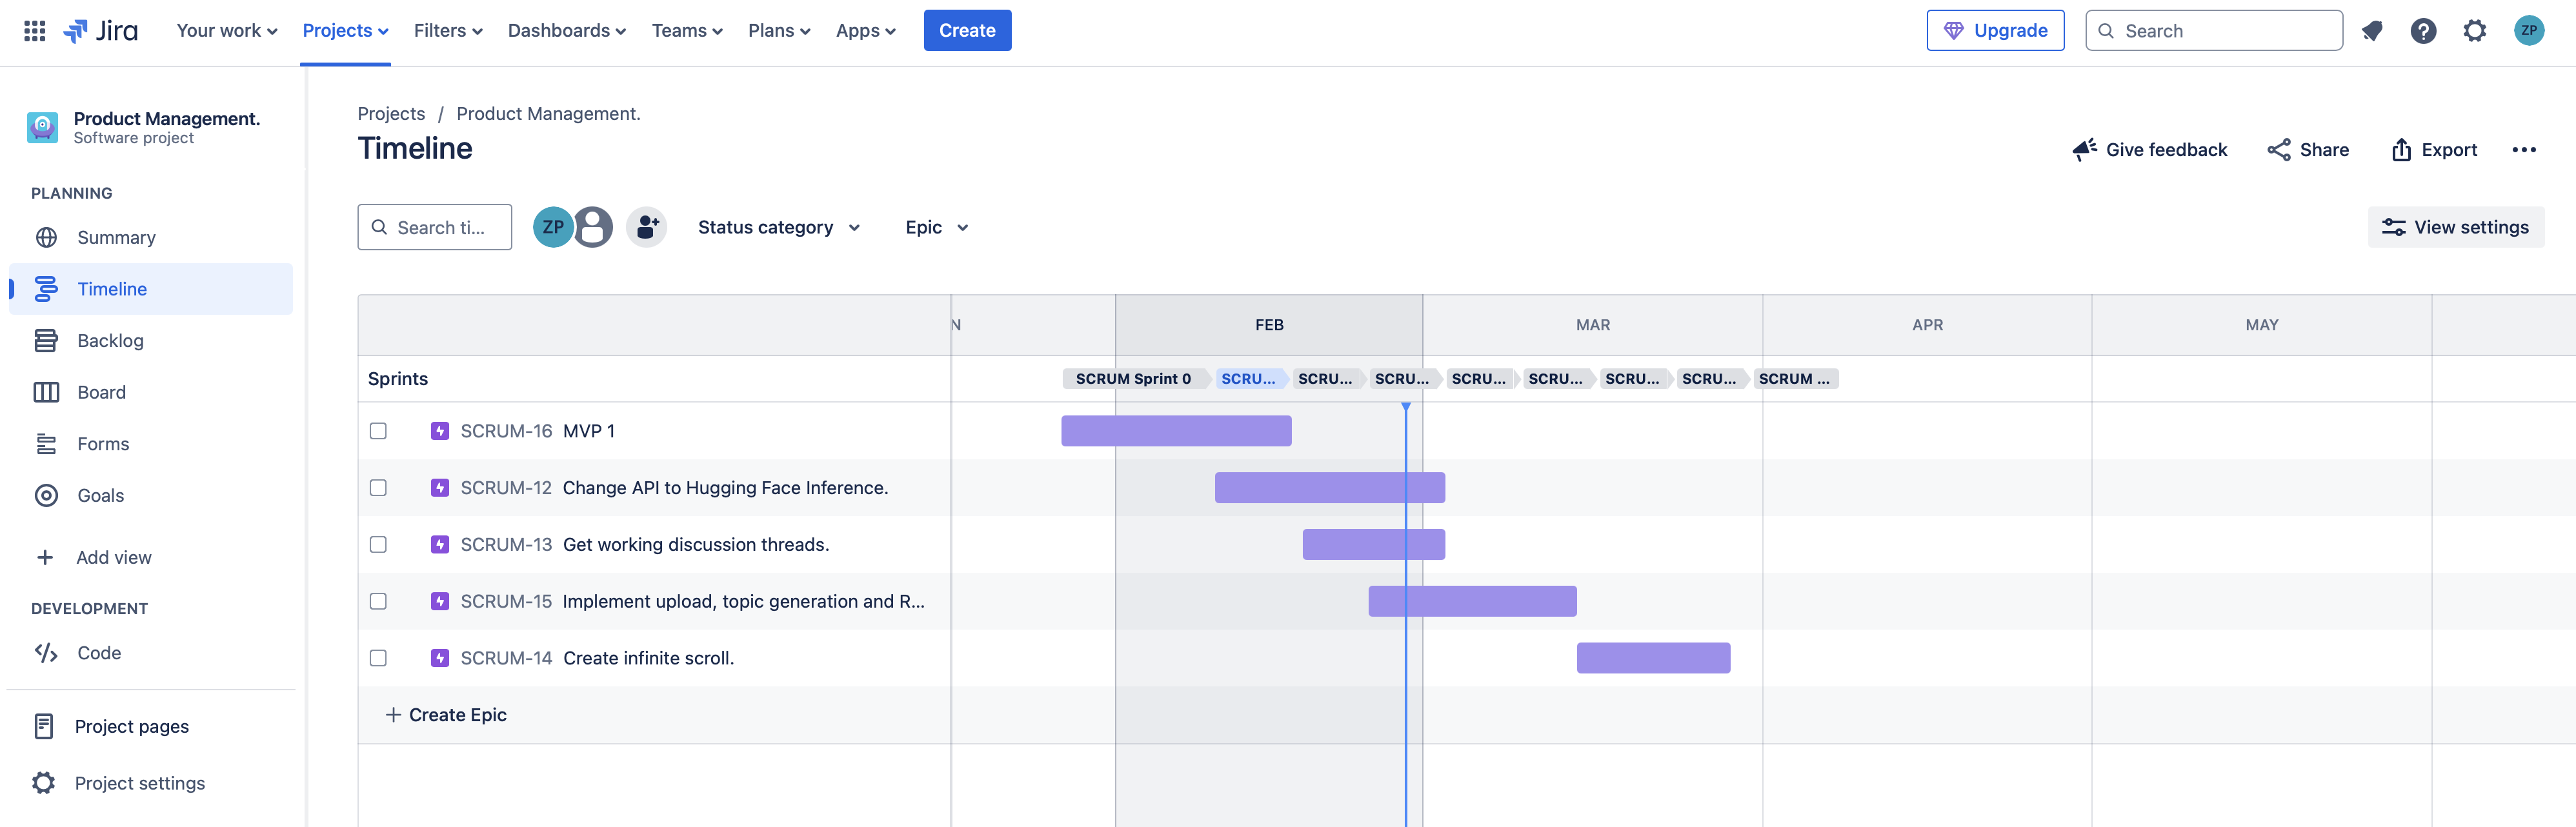 Jira Your work Projects Filters Dashboards Teams Plans Apps Create Upgrade Search ZP
Product Management.
Software project
PLANNING
Summary
Timeline
Backlog
Board
Forms
Goals
Add view
DEVELOPMENT
Code
Project pages
Project settings
Projects / Product Management.
Timeline
Give feedback Share Export
Search ti... ZP Status category Epic View settings
N FEB MAR APR MAY
Sprints SCRUM Sprint 0 SCRU... SCRU... SCRU... SCRU... SCRU... SCRU... SCRU... SCRUM ...
SCRUM-16 MVP 1
SCRUM-12 Change API to Hugging Face Inference.
SCRUM-13 Get working discussion threads.
SCRUM-15 Implement upload, topic generation and R...
SCRUM-14 Create infinite scroll.
+ Create Epic